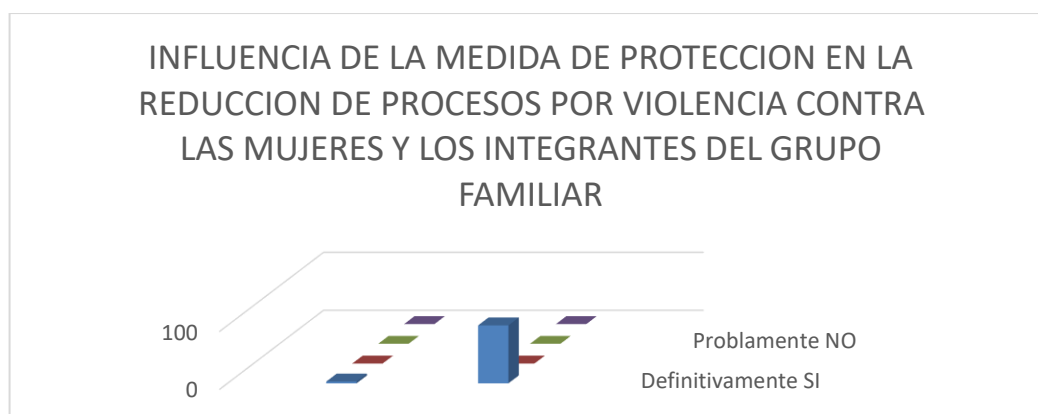 INFLUENCIA DE LA MEDIDA DE PROTECCION EN LA
REDUCCION DE PROCESOS POR VIOLENCIA CONTRA
LAS MUJERES Y LOS INTEGRANTES DEL GRUPO
FAMILIAR
100
0
Problamente NO
Definitivamente SI